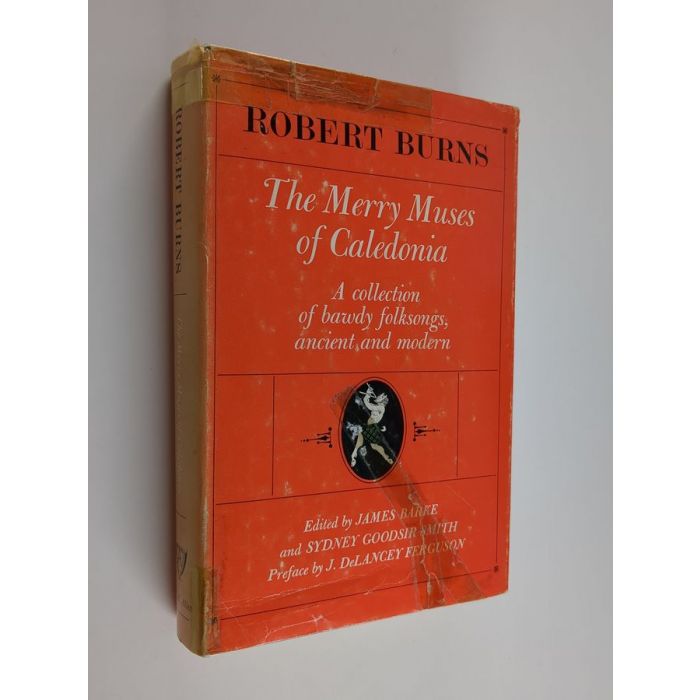 ROBERT BURNS
The Merry Muses
of Caledonia
A collection
of bawdy folksongs,
ancient and modern
Edited by JAMES BARKE
and SYDNEY GOODSIR SMITH
Preface by J. DeLANCEY FERGUSON
ROBERT BURNS